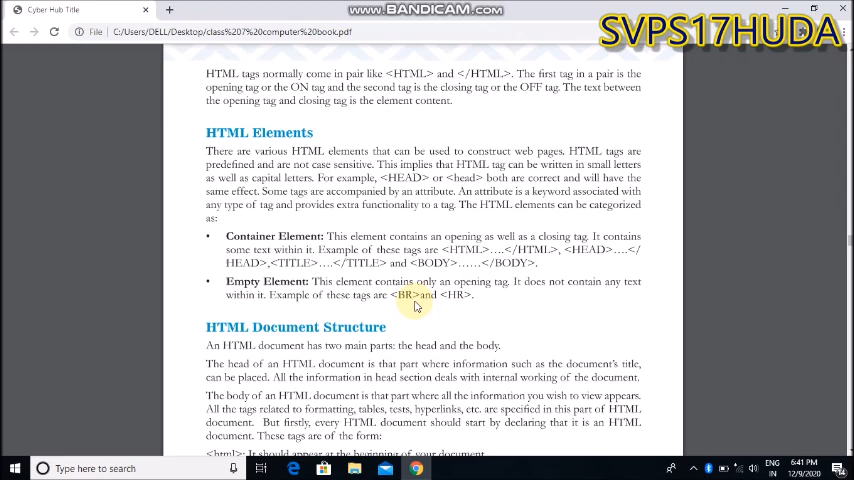 Cyber Hub Title
www.BANDICAM.com
SVPS17HUDA
File
C:/Users/DELL/Desktop/class%207%20computer%20book.pdf
HTML tags normally come in pair like <HTML> and </HTML>. The first tag in a pair is the
opening tag or the ON tag and the second tag is the closing tag or the OFF tag. The text between
the opening tag and closing tag is the element content.
HTML Elements
There are various HTML elements that can be used to construct web pages. HTML tags are
predefined and are not case sensitive. This implies that HTML tag can be written in small letters
as well as capital letters. For example, <HEAD> or <head> both are correct and will have the
same effect. Some tags are accompanied by an attribute. An attribute is a keyword associated with
any type of tag and provides extra functionality to a tag. The HTML elements can be categorized
as:
• Container Element: This element contains an opening as well as a closing tag. It contains
some text within it. Example of these tags are <HTML>….</HTML>, <HEAD>….</
HEAD>,<TITLE>….</TITLE> and <BODY>……</BODY>.
• Empty Element: This element contains only an opening tag. It does not contain any text
within it. Example of these tags are <BR>and <HR>.
HTML Document Structure
An HTML document has two main parts: the head and the body.
The head of an HTML document is that part where information such as the document's title,
can be placed. All the information in head section deals with internal working of the document.
The body of an HTML document is that part where all the information you wish to view appears.
All the tags related to formatting, tables, tests, hyperlinks, etc. are specified in this part of HTML
document. But firstly, every HTML document should start by declaring that it is an HTML
document. These tags are of the form:
<html>: It should appear at the beginning of your document.
Type here to search
ENG
IN
6:41 PM
12/9/2020
14